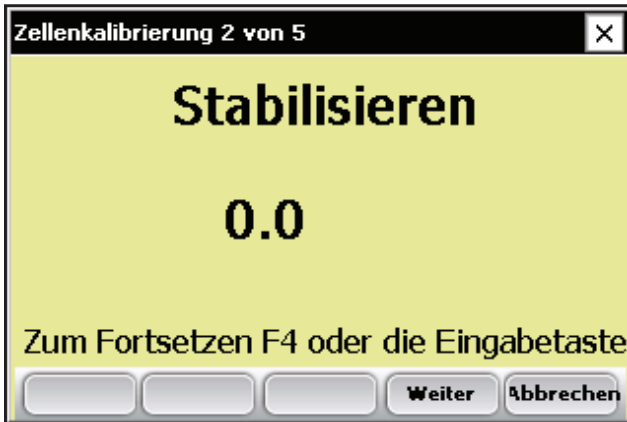 Zellenkalibrierung 2 von 5
Stabilisieren
0.0
Zum Fortsetzen F4 oder die Eingabetaste
Weiter Abbrechen